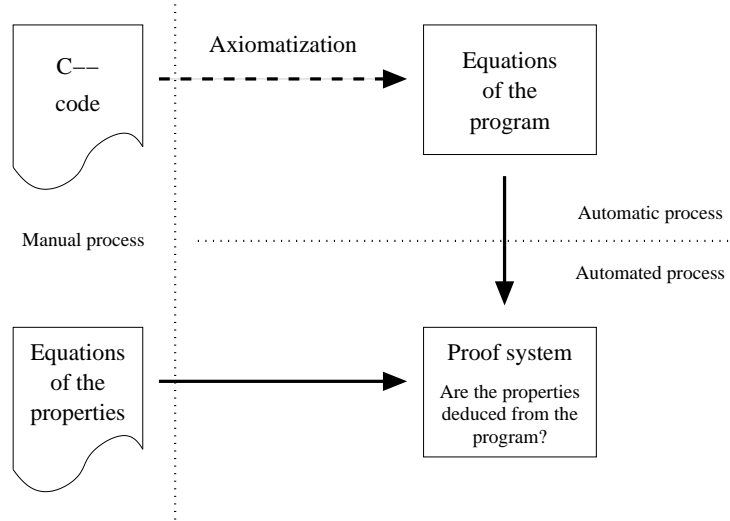 C−−
code
Axiomatization
Equations
of the
program
Automatic process
Manual process
Automated process
Equations
of the
properties
Proof system
Are the properties
deduced from the
program?